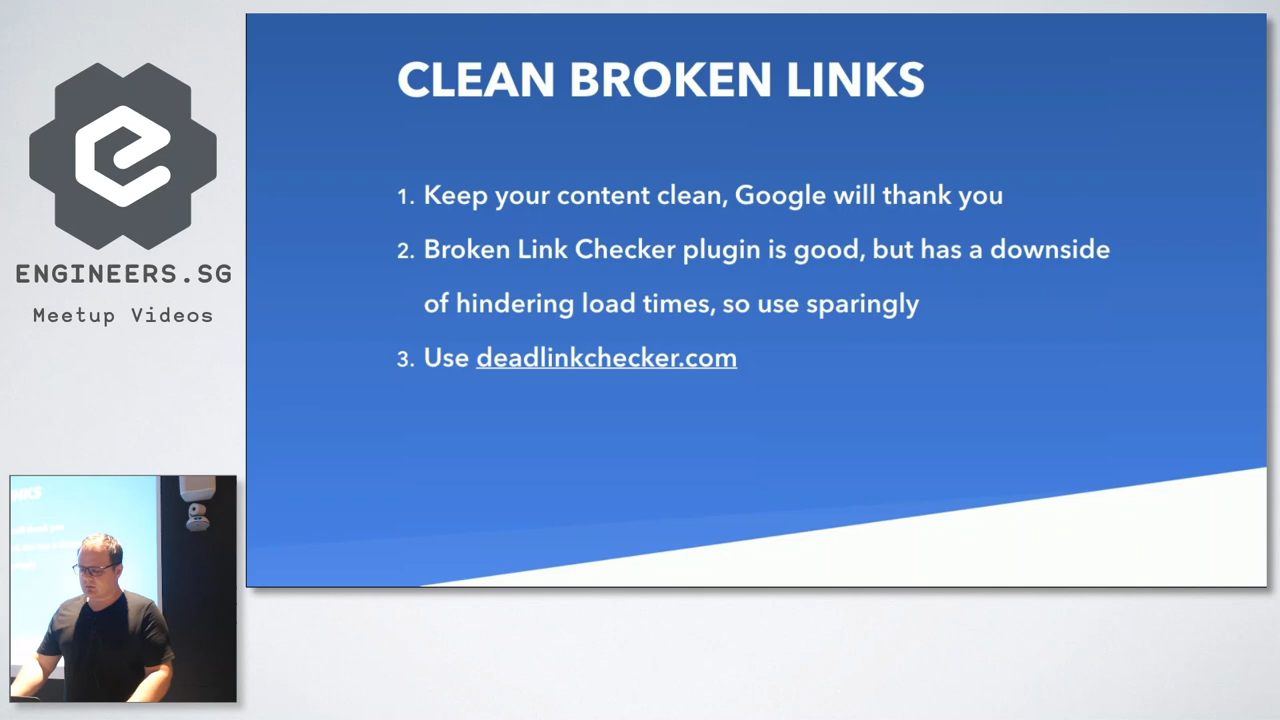 CLEAN BROKEN LINKS
1. Keep your content clean, Google will thank you
2. Broken Link Checker plugin is good, but has a downside
of hindering load times, so use sparingly
3. Use deadlinkchecker.com
ENGINEERS.SG
Meetup Videos